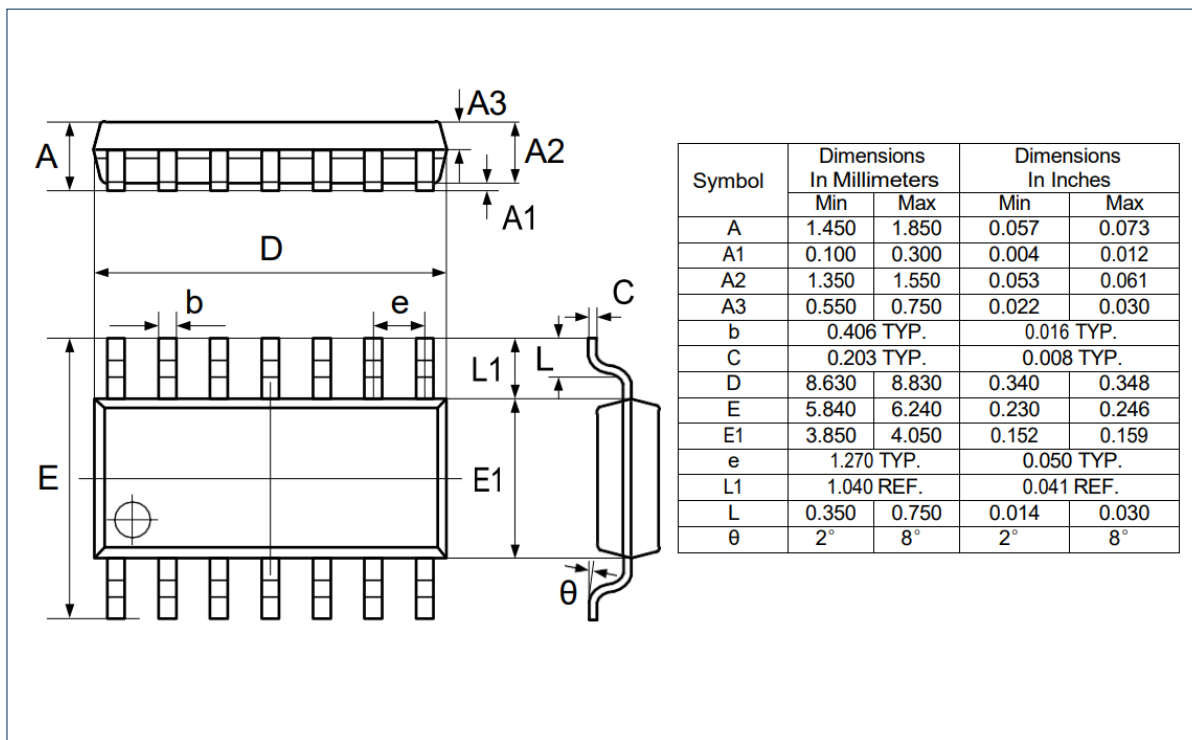 A3
A
A2
A1
D
b
e
C
L1
L
E
E1
θ
Symbol Dimensions In Millimeters Dimensions In Inches
Min Max Min Max
A 1.450 1.850 0.057 0.073
A1 0.100 0.300 0.004 0.012
A2 1.350 1.550 0.053 0.061
A3 0.550 0.750 0.022 0.030
b 0.406 TYP. 0.016 TYP.
C 0.203 TYP. 0.008 TYP.
D 8.630 8.830 0.340 0.348
E 5.840 6.240 0.230 0.246
E1 3.850 4.050 0.152 0.159
e 1.270 TYP. 0.050 TYP.
L1 1.040 REF. 0.041 REF.
L 0.350 0.750 0.014 0.030
θ 2° 8° 2° 8°